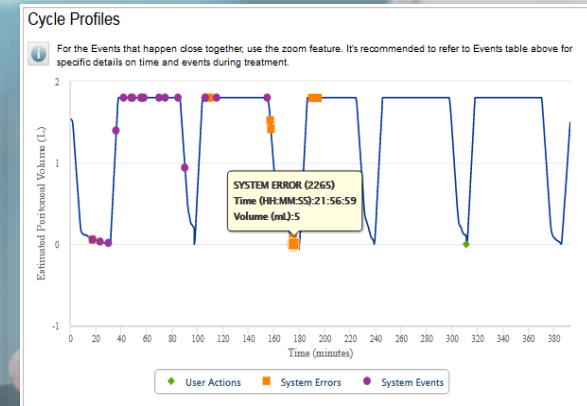 Cycle Profiles
For the Events that happen close together, use the zoom feature. It's recommended to refer to Events table above for
specific details on time and events during treatment.
Estimated Peritoneal Volume (L)
2
1
0
-1
SYSTEM ERROR (2265)
Time (HH:MM:SS):21:56:59
Volume (mL):5
0 20 40 60 80 100 120 140 160 180 200 220 240 260 280 300 320 340 360 380
Time (minutes)
User Actions System Errors System Events